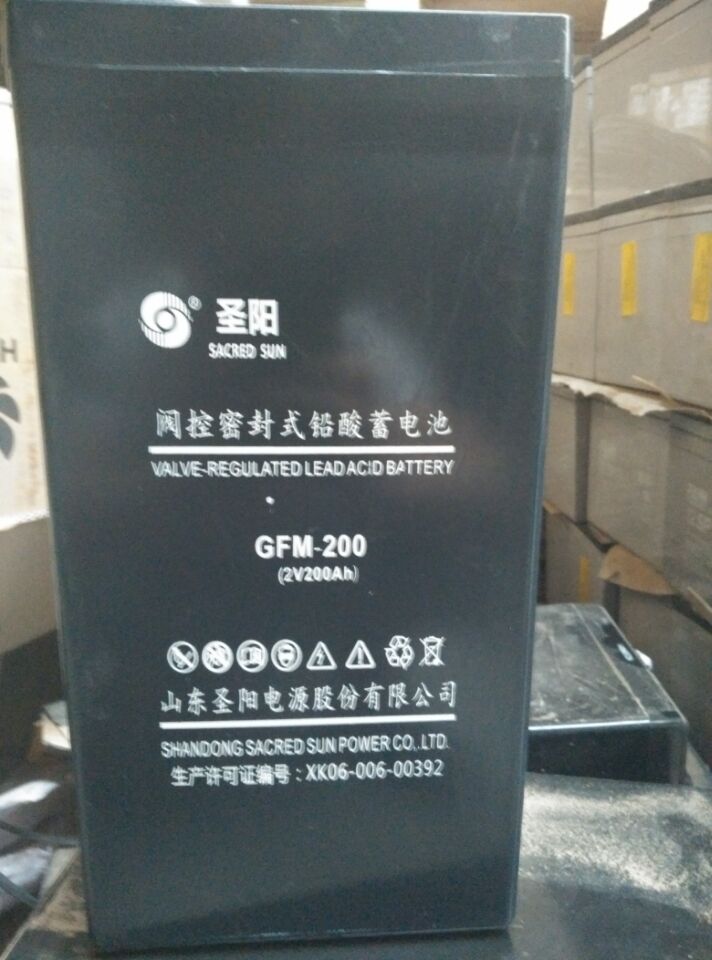 ® 圣阳
SACRED SUN
阀控密封式铅酸蓄电池
VALVE-REGULATED LEAD ACID BATTERY
GFM-200
(2V200Ah)
山东圣阳电源股份有限公司
SHANDONG SACRED SUN POWER CO.,LTD.
生产许可证编号：XK06-006-00392
H